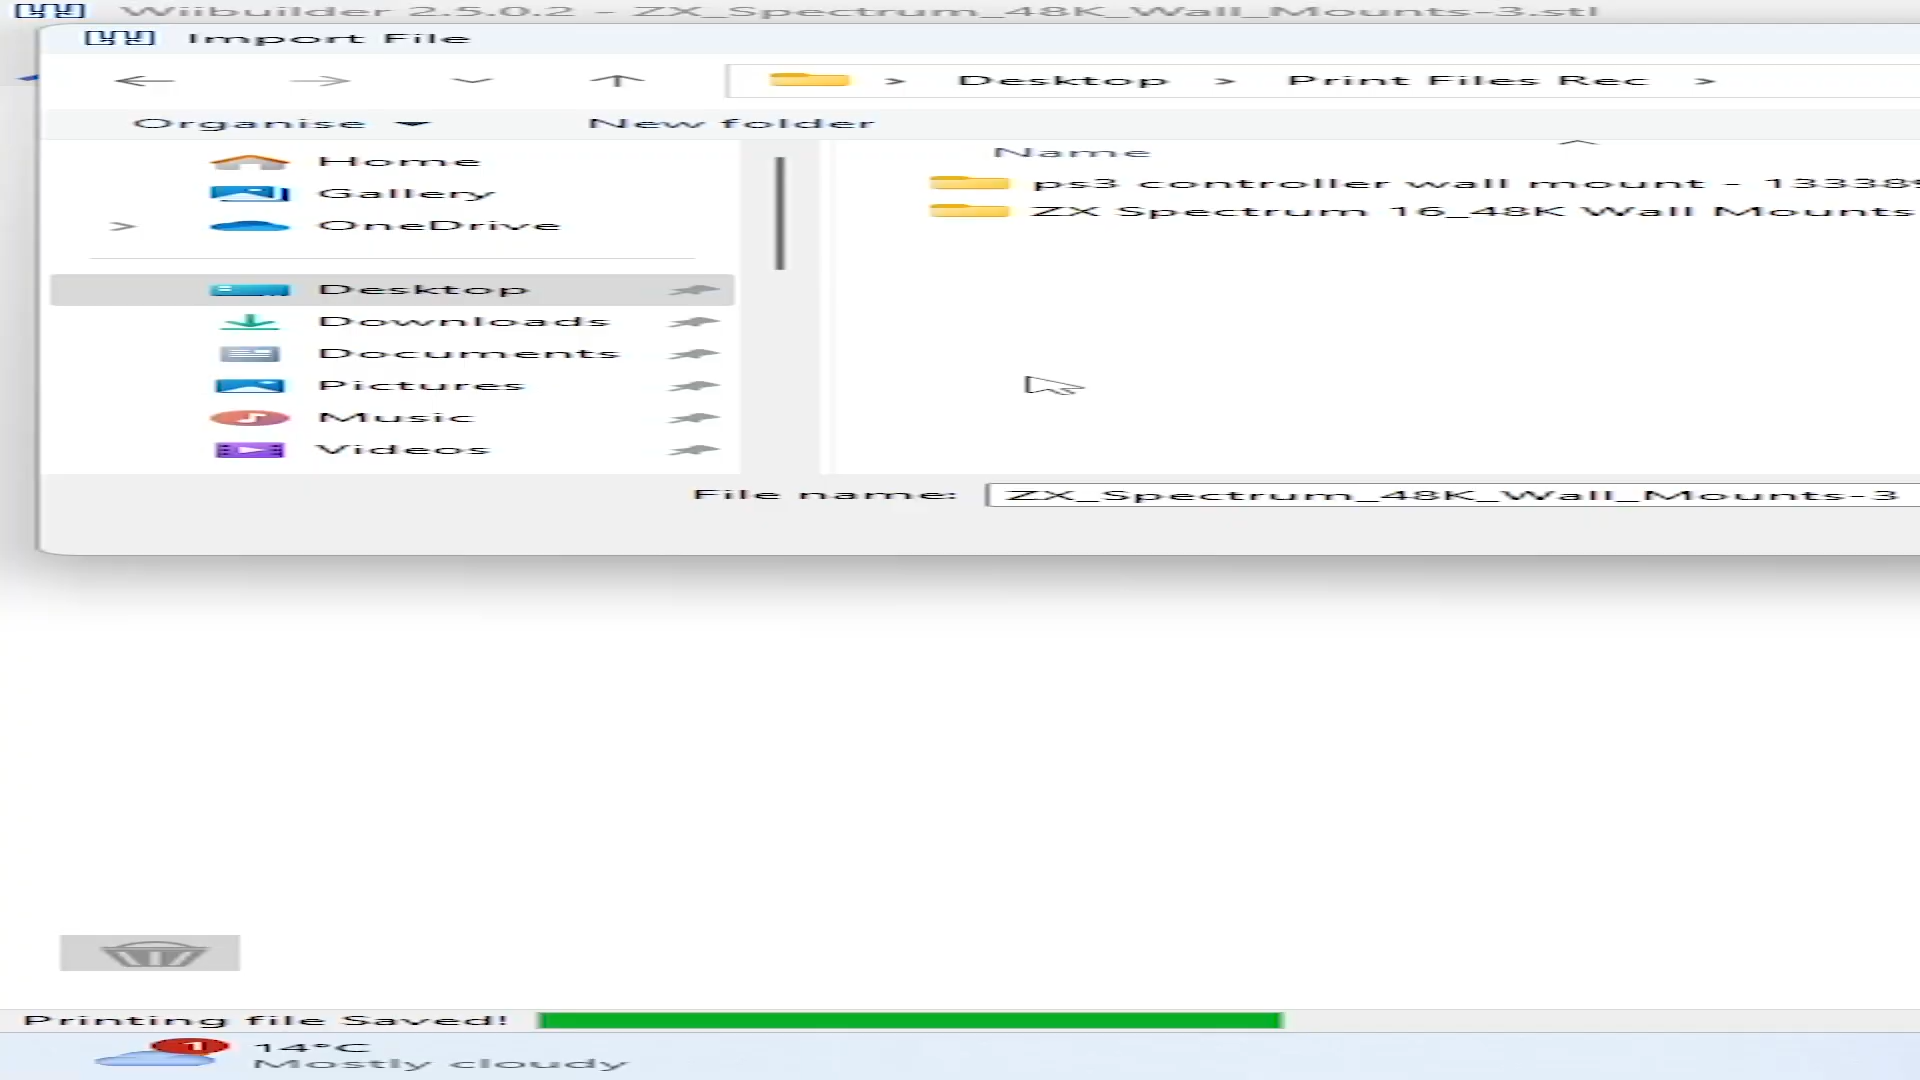 Wiibuilder 2.5.0.2 - ZX_Spectrum_48K_Wall_Mounts-3.stl
Import File
> Desktop > Print Files Rec >
Organise New folder
Name
Home
Gallery
OneDrive
Desktop
Downloads
Documents
Pictures
Music
Videos
ps3 controller wall mount - 133389
ZX Spectrum 16_48K Wall Mounts
File name: ZX_Spectrum_48K_Wall_Mounts-3
Printing file Saved!
1
14°C
Mostly cloudy